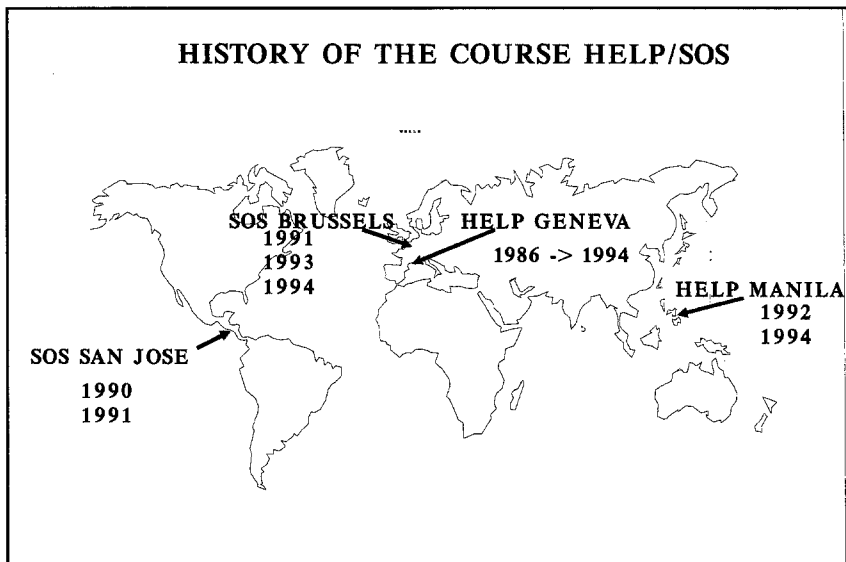 HISTORY OF THE COURSE HELP/SOS
SOS BRUSSELS
1991
1993
1994
HELP GENEVA
1986 -> 1994
HELP MANILA
1992
1994
SOS SAN JOSE
1990
1991